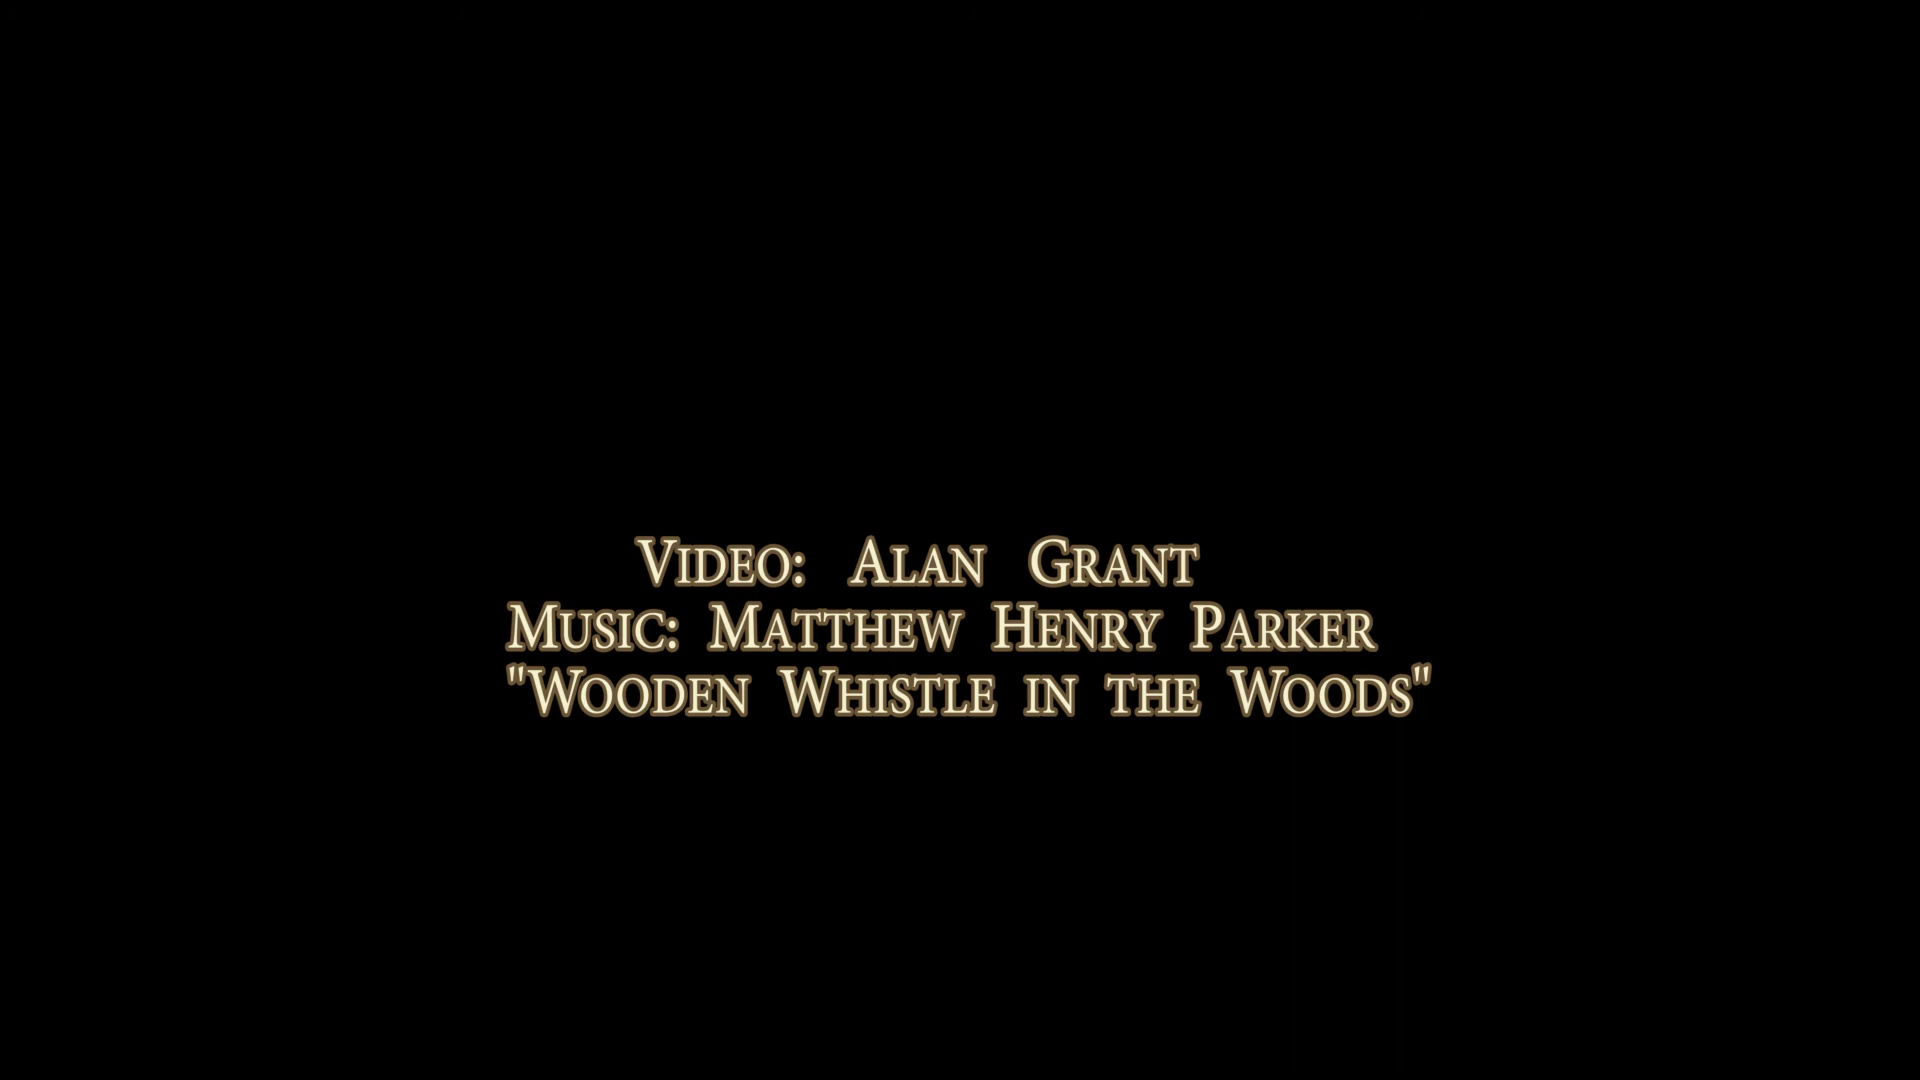 Video: Alan Grant
Music: Matthew Henry Parker
"Wooden Whistle in the Woods"